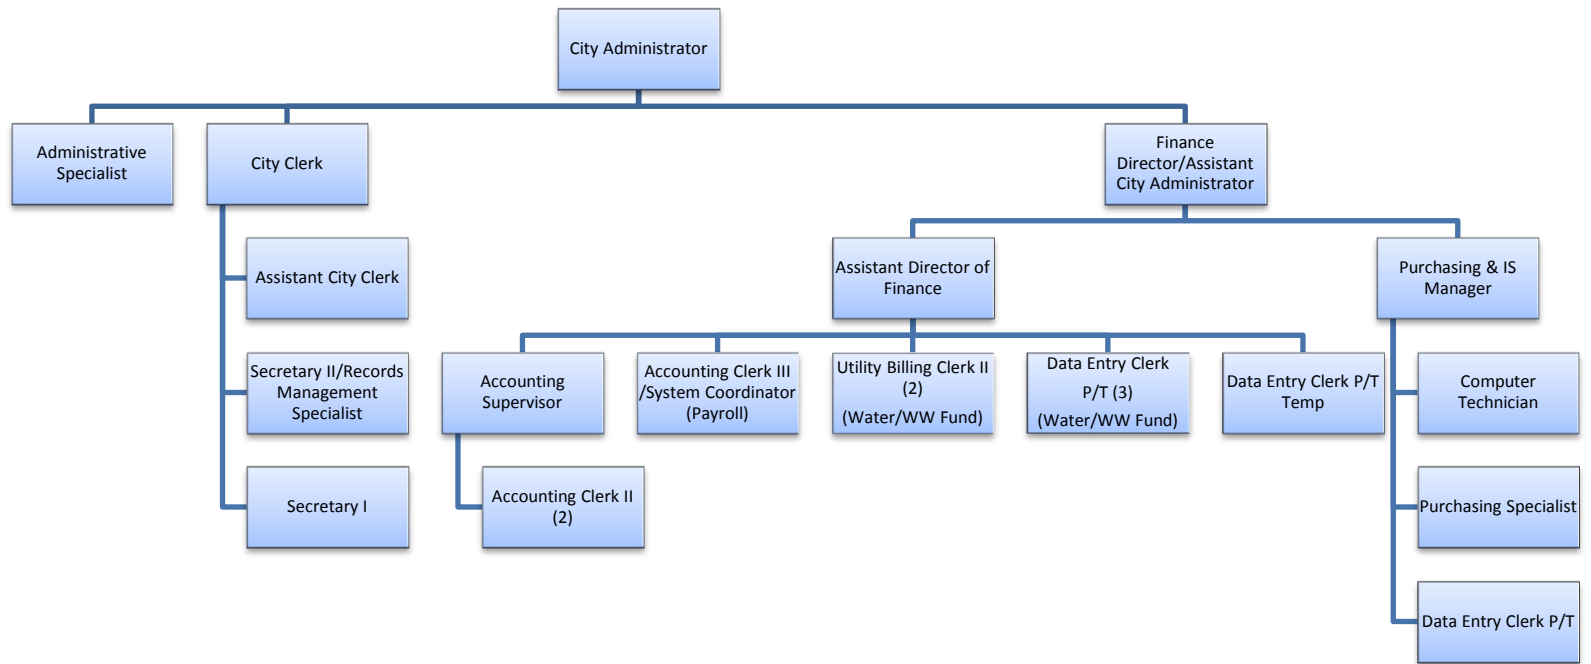 City Administrator
Administrative
Specialist
City Clerk
Finance
Director/Assistant
City Administrator
Assistant City Clerk
Assistant Director of
Finance
Purchasing & IS
Manager
Secretary II/Records
Management
Specialist
Accounting
Supervisor
Accounting Clerk III
/System Coordinator
(Payroll)
Utility Billing Clerk II
(2)
(Water/WW Fund)
Data Entry Clerk
P/T (3)
(Water/WW Fund)
Data Entry Clerk P/T
Temp
Computer
Technician
Secretary I
Accounting Clerk II
(2)
Purchasing Specialist
Data Entry Clerk P/T